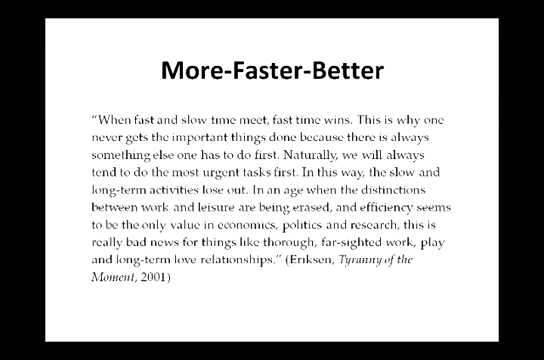 More-Faster-Better
“When fast and slow time meet, fast time wins. This is why one
never gets the important things done because there is always
something else one has to do first. Naturally, we will always
tend to do the most urgent tasks first. In this way, the slow and
long-term activities lose out. In an age when the distinctions
between work and leisure are being erased, and efficiency seems
to be the only value in economics, politics and research, this is
really bad news for things like thorough, far-sighted work, play
and long-term love relationships.” (Eriksen, Tyranny of the
Moment, 2001)